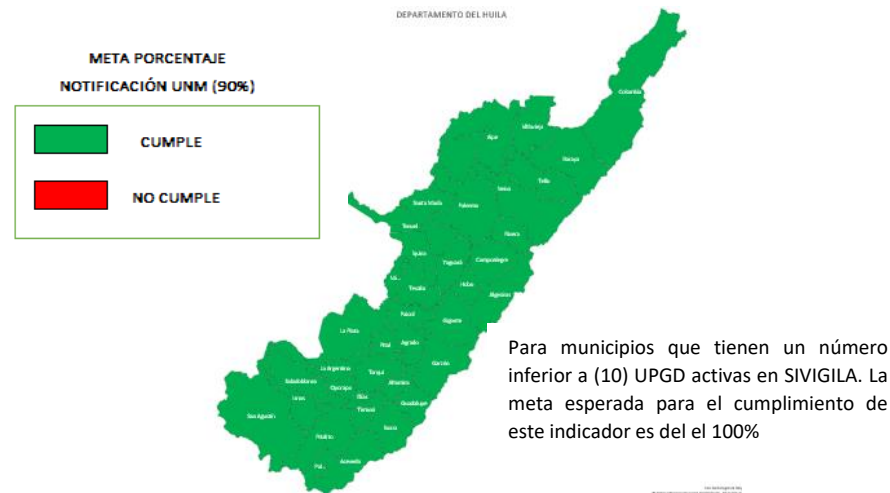 DEPARTAMENTO DEL HUILA
META PORCENTAJE
NOTIFICACIÓN UNM (90%)
CUMPLE
NO CUMPLE
Colombia
Villavieja
Aipe
Baraya
Tello
Neiva
Santa María
Palermo
Teruel
Rivera
Íquira
Yaguará
Campoalegre
Tesalia
Hobo
Algeciras
Paicol
Gigante
La Plata
Pital
Agrado
Garzón
La Argentina
Tarqui
Saladoblanco
Oporapa
Altamira
Isnos
Elías
Guadalupe
Timaná
San Agustín
Suaza
Pitalito
Acevedo
Para municipios que tienen un número
inferior a (10) UPGD activas en SIVIGILA. La
meta esperada para el cumplimiento de
este indicador es del el 100%